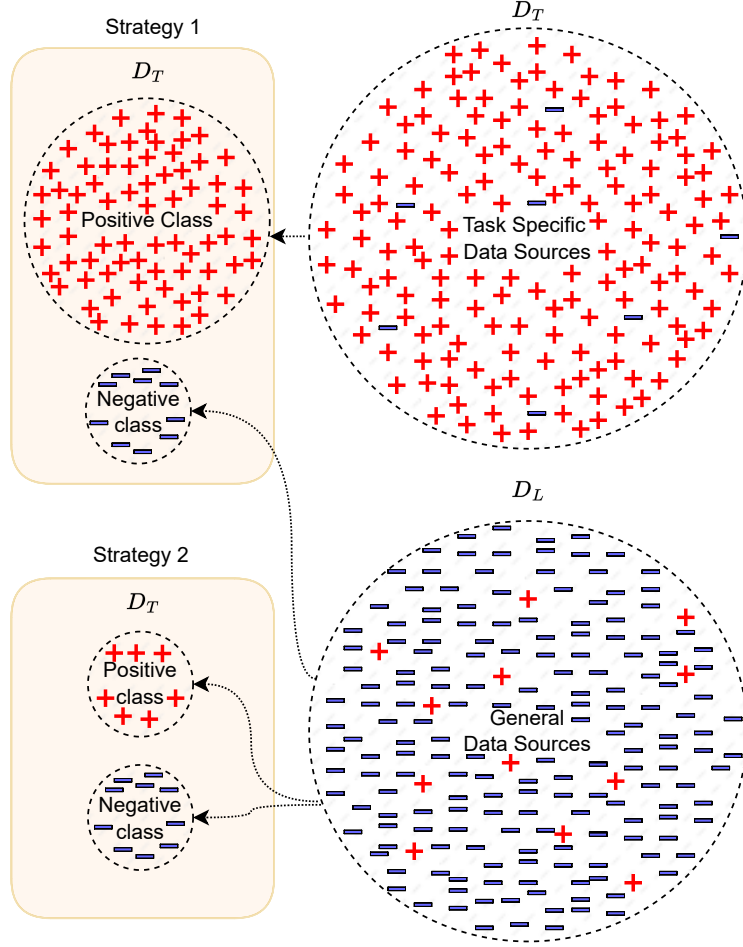 Strategy 1
D_T
Positive Class
Negative
class
D_T
Task Specific
Data Sources
Strategy 2
D_T
Positive
class
Negative
class
D_L
General
Data Sources